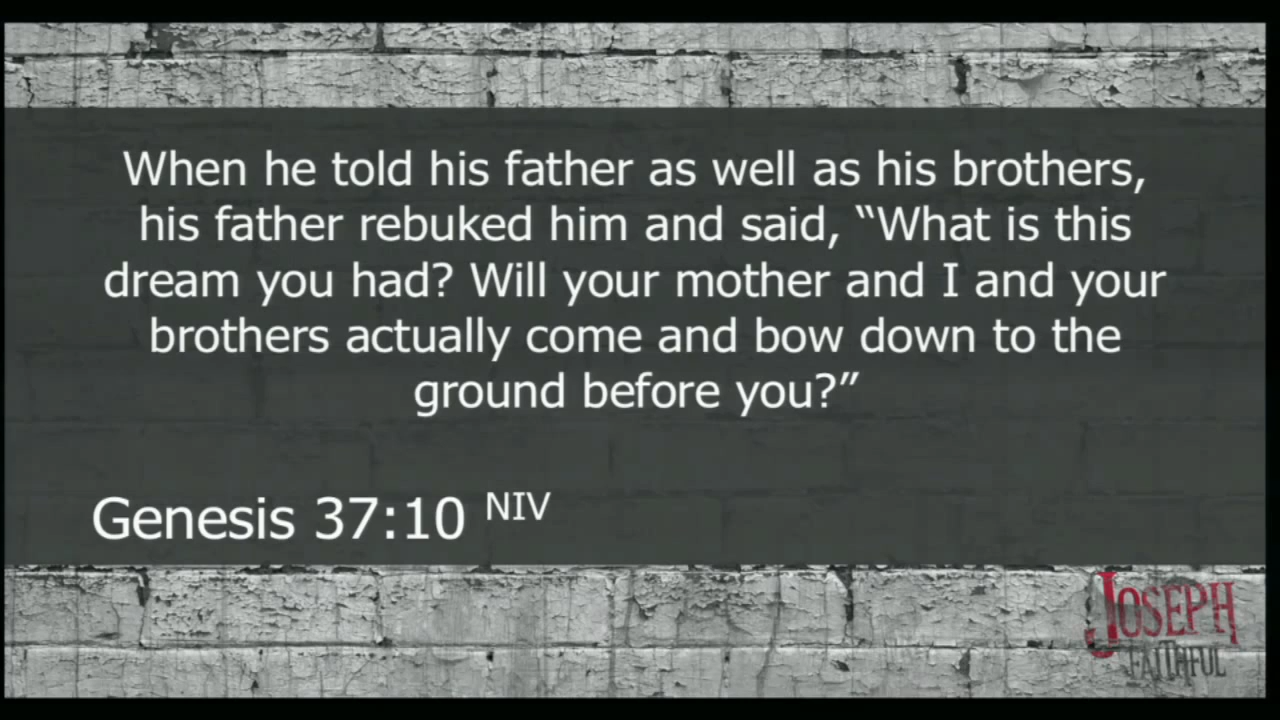 When he told his father as well as his brothers,
his father rebuked him and said, “What is this
dream you had? Will your mother and I and your
brothers actually come and bow down to the
ground before you?”
Genesis 37:10 NIV
JOSEPH
FAITHFUL